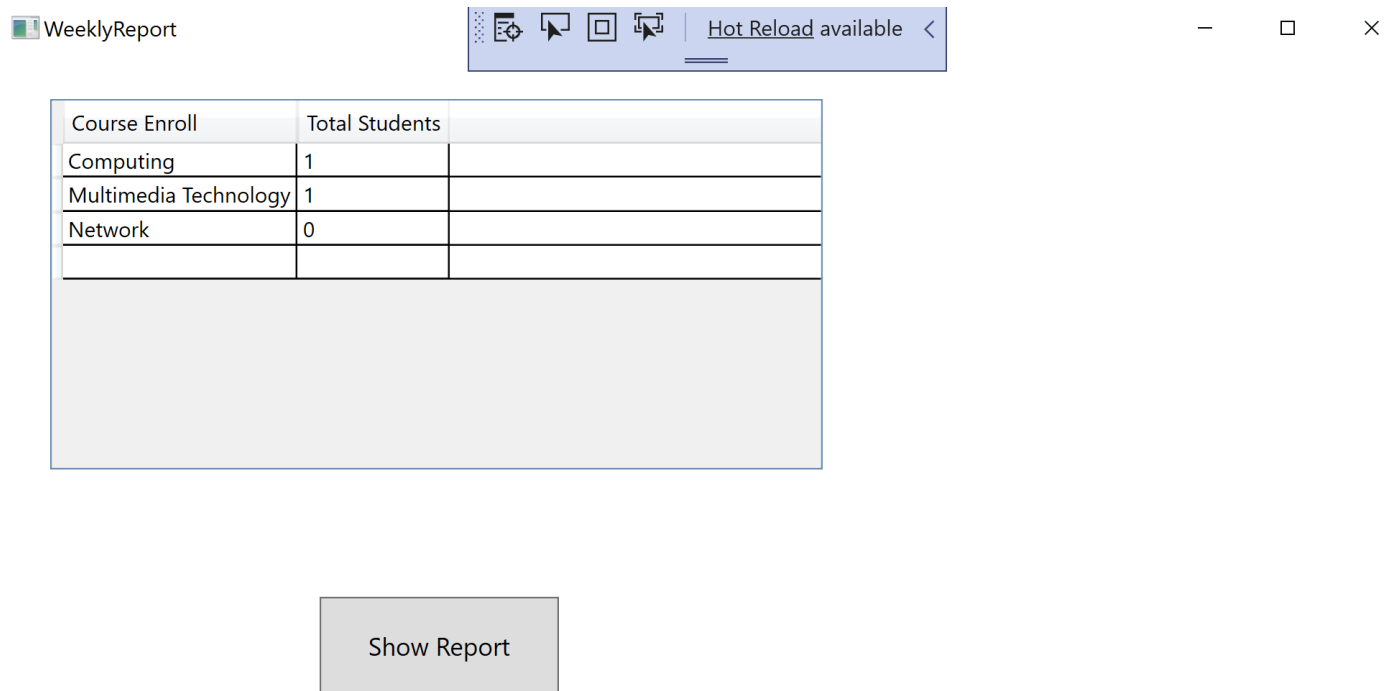 WeeklyReport
Hot Reload available
Course Enroll Total Students
Computing 1
Multimedia Technology 1
Network 0
Show Report